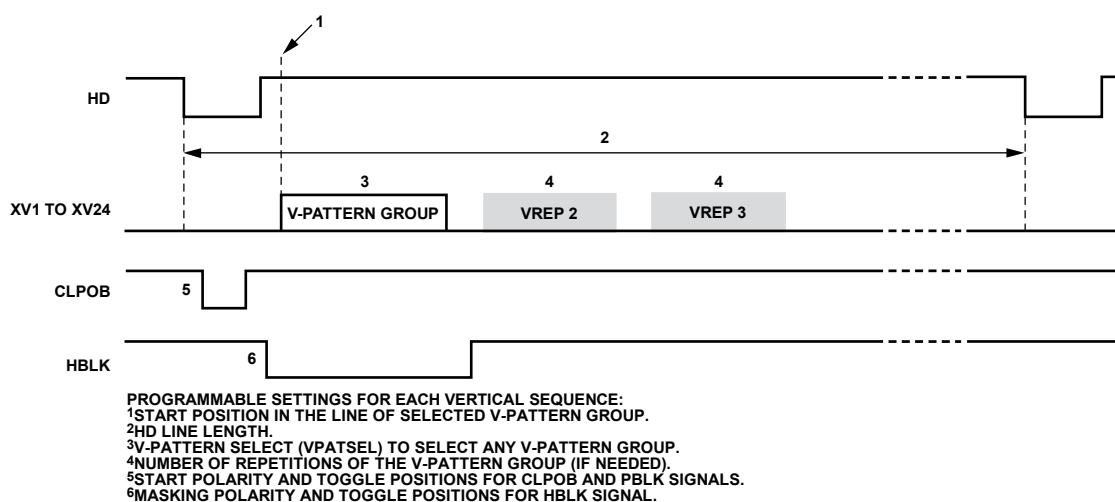 1
HD
2
3
4
4
XV1 TO XV24
V-PATTERN GROUP
VREP 2
VREP 3
CLPOB
5
HBLK
6
PROGRAMMABLE SETTINGS FOR EACH VERTICAL SEQUENCE:
1START POSITION IN THE LINE OF SELECTED V-PATTERN GROUP.
2HD LINE LENGTH.
3V-PATTERN SELECT (VPATSEL) TO SELECT ANY V-PATTERN GROUP.
4NUMBER OF REPETITIONS OF THE V-PATTERN GROUP (IF NEEDED).
5START POLARITY AND TOGGLE POSITIONS FOR CLPOB AND PBLK SIGNALS.
6MASKING POLARITY AND TOGGLE POSITIONS FOR HBLK SIGNAL.